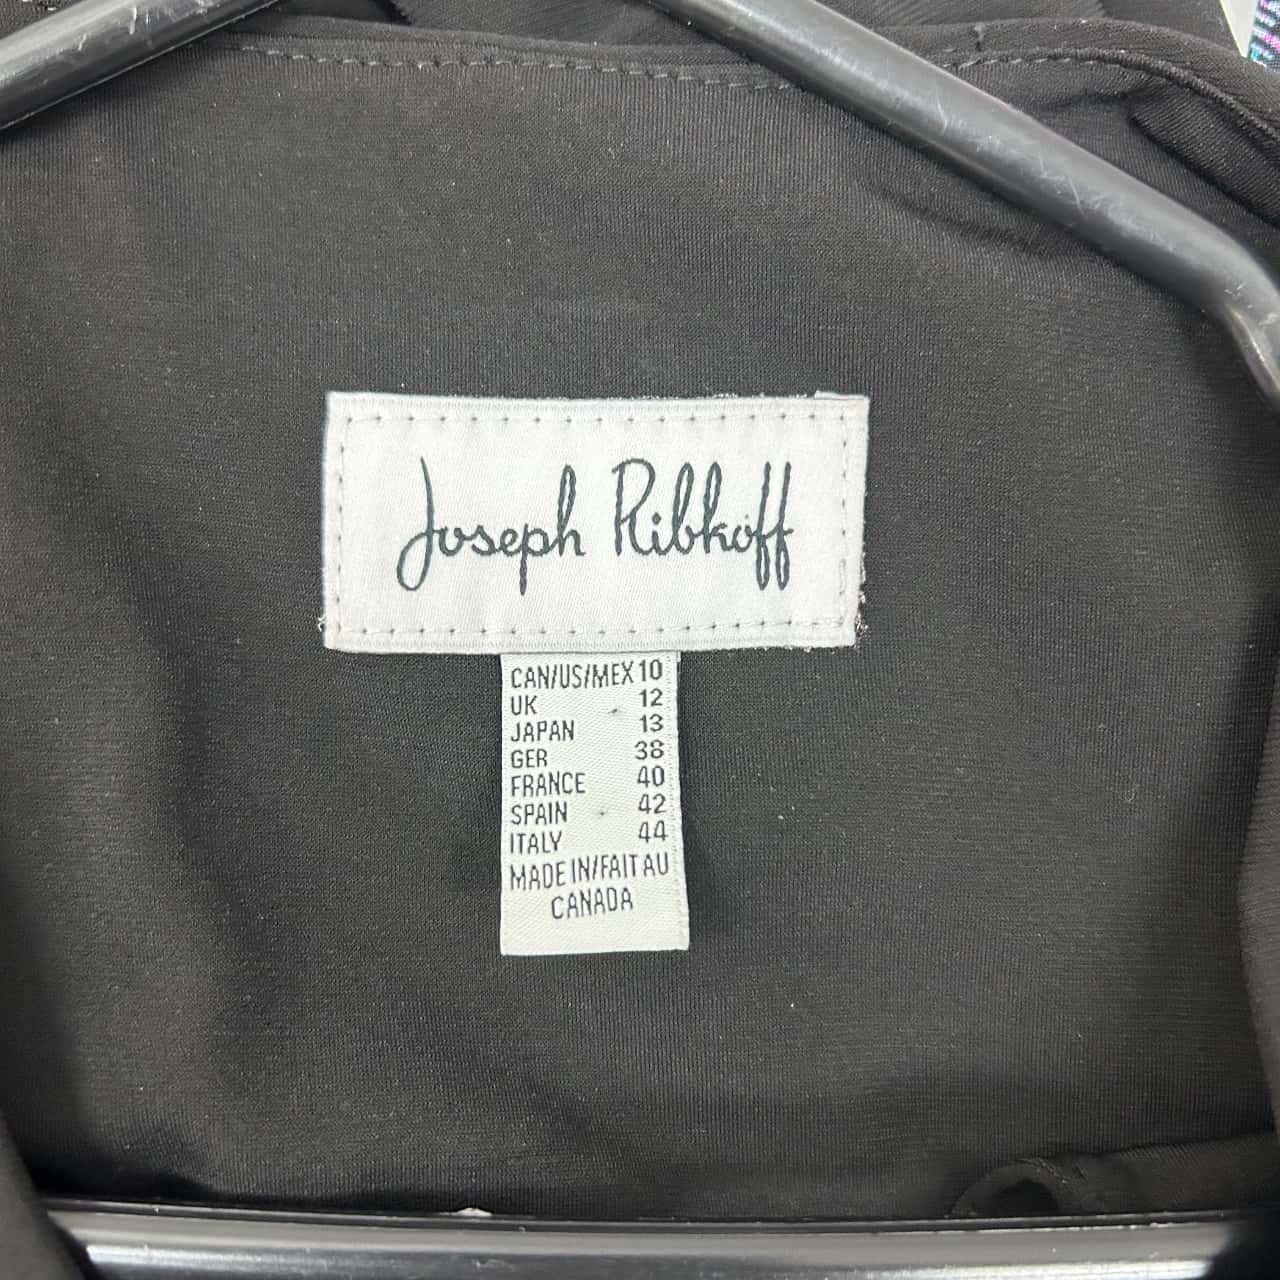 Joseph Ribkoff
CAN/US/MEX 10
UK 12
JAPAN 13
GER 38
FRANCE 40
SPAIN 42
ITALY 44
MADE IN/FAIT AU
CANADA